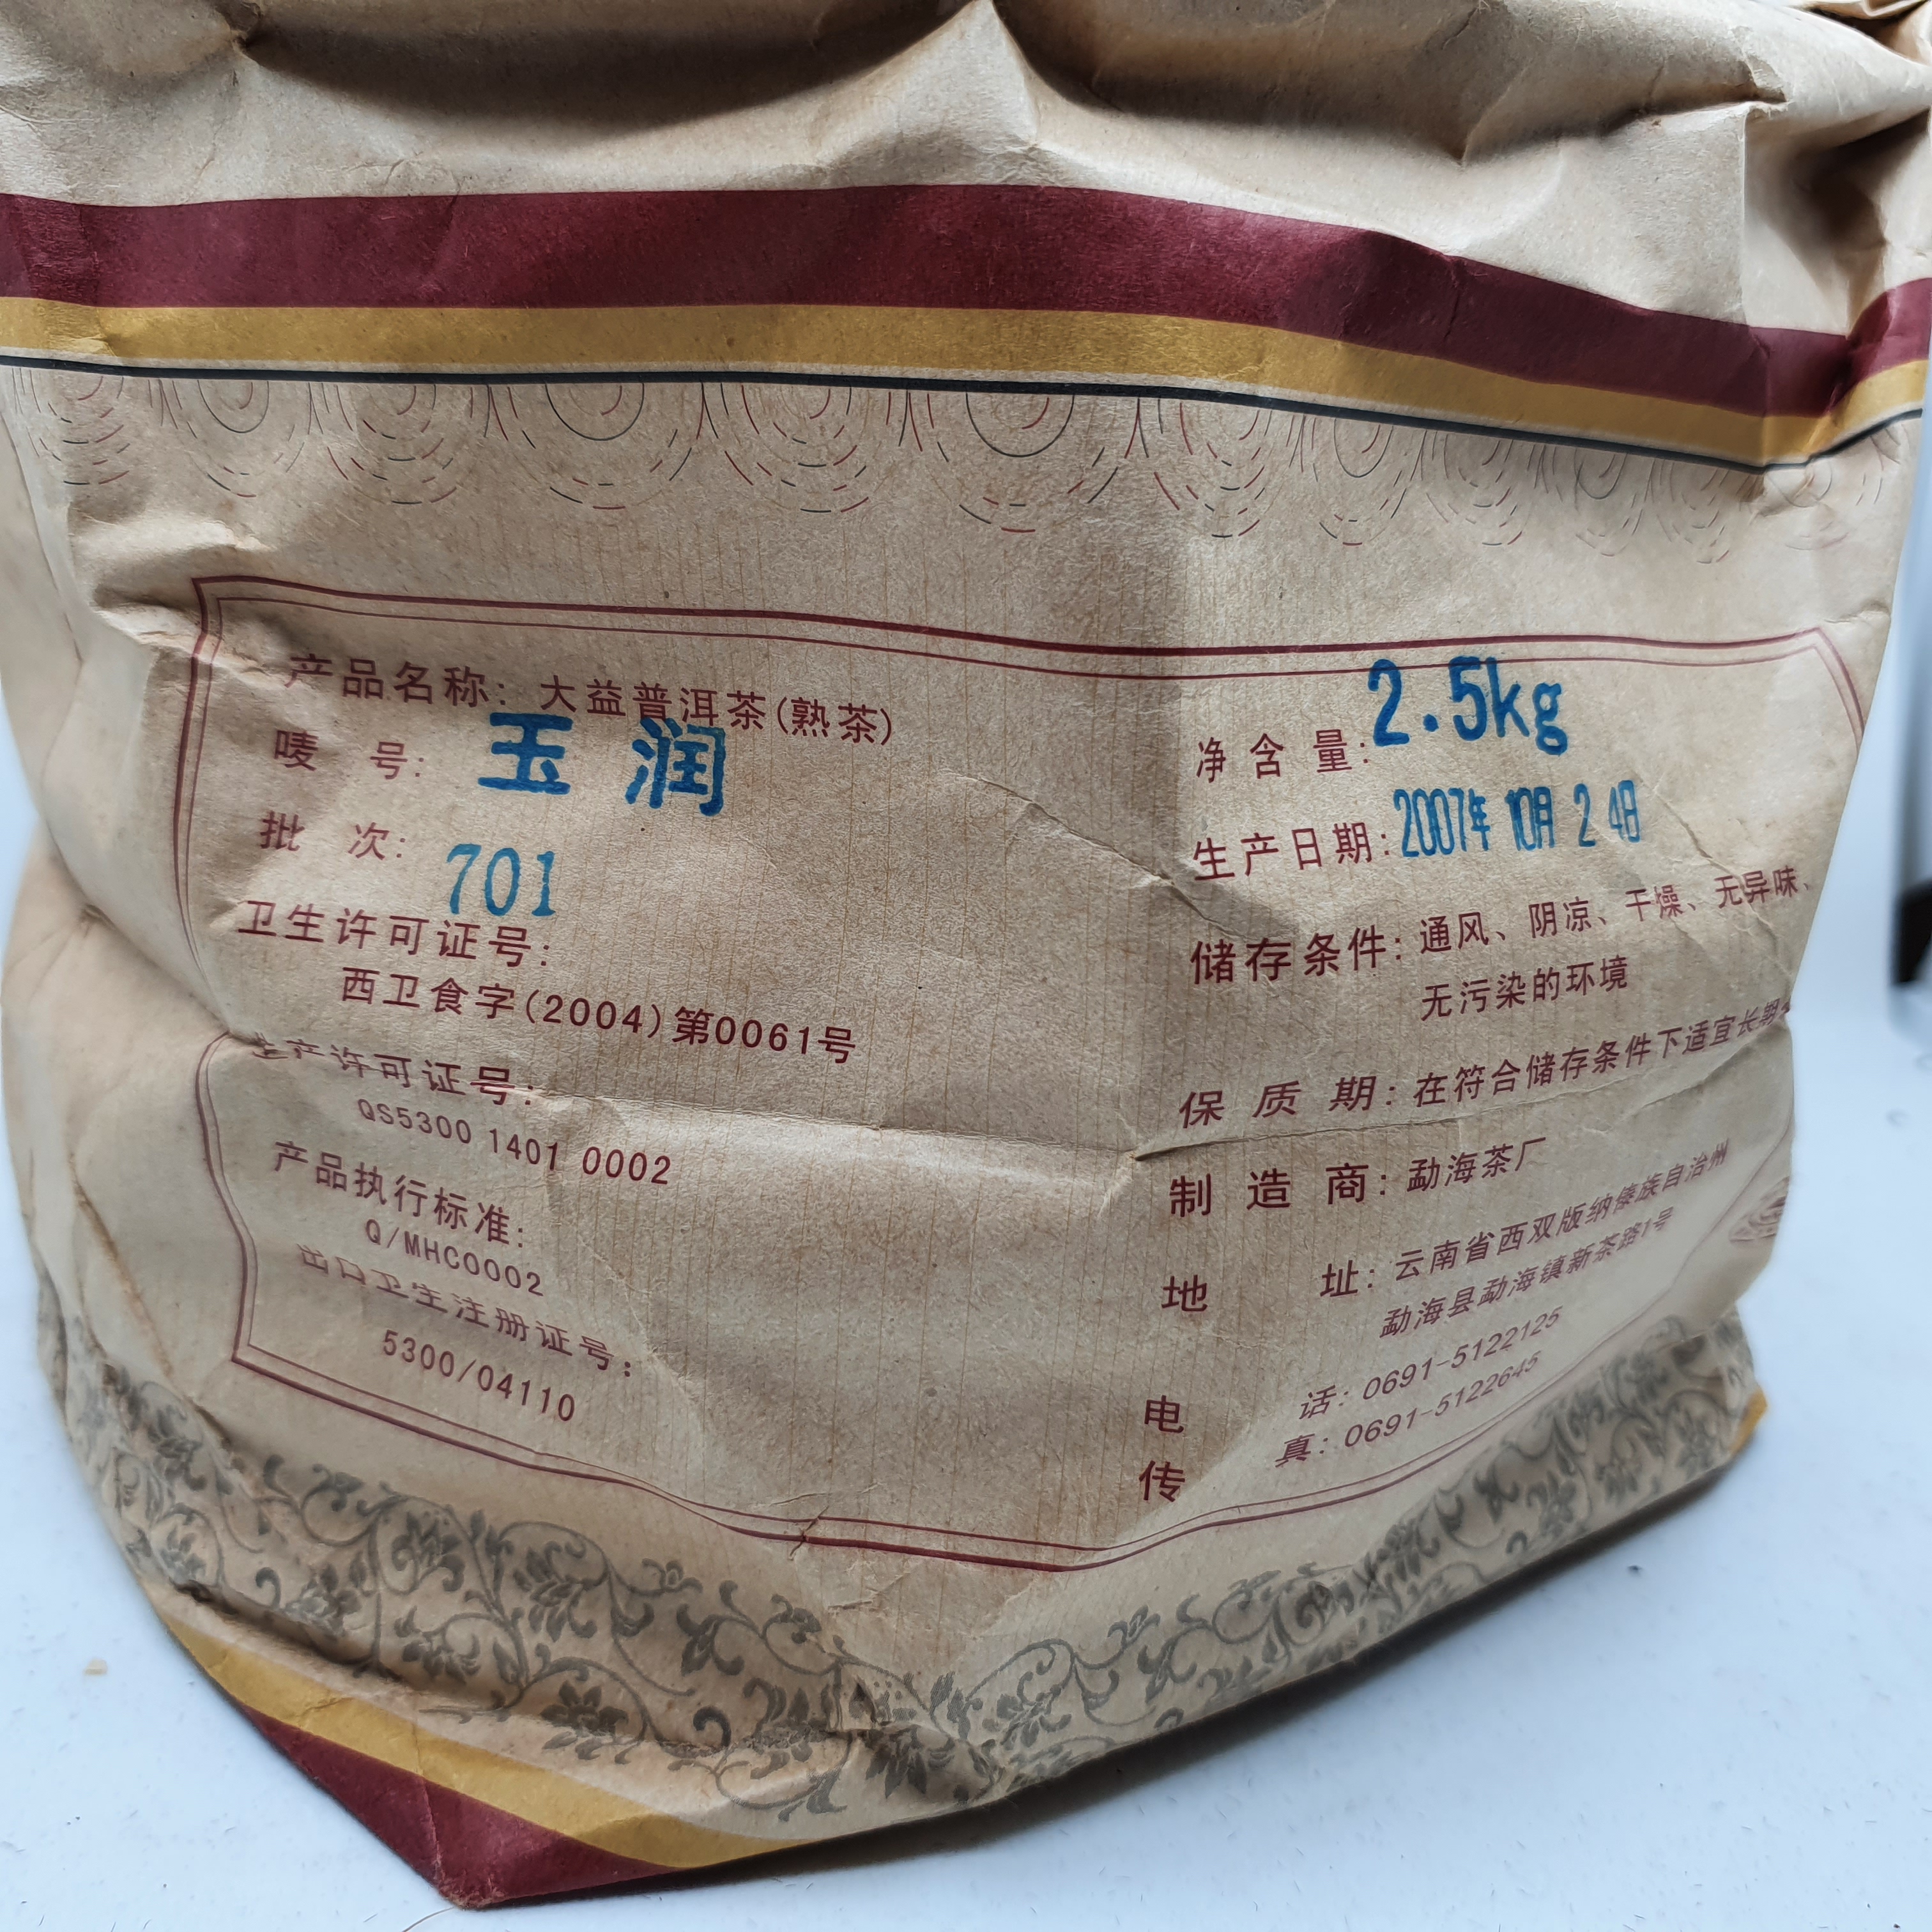 产品名称: 大益普洱茶(熟茶)
唛 号: 玉润
批 次: 701
卫生许可证号:
西卫食字(2004)第0061号
生产许可证号:
QS5300 1401 0002
产品执行标准:
Q/MHC0002
出口卫生注册证号:
5300/04110
净含量: 2.5kg
生产日期: 2007年10月24日
储存条件: 通风、阴凉、干燥、无异味、
无污染的环境
保质期: 在符合储存条件下适宜长期
制造商: 勐海茶厂
地 址: 云南省西双版纳傣族自治州
勐海县勐海镇新茶路1号
电 话: 0691-5122125
传 真: 0691-5122645